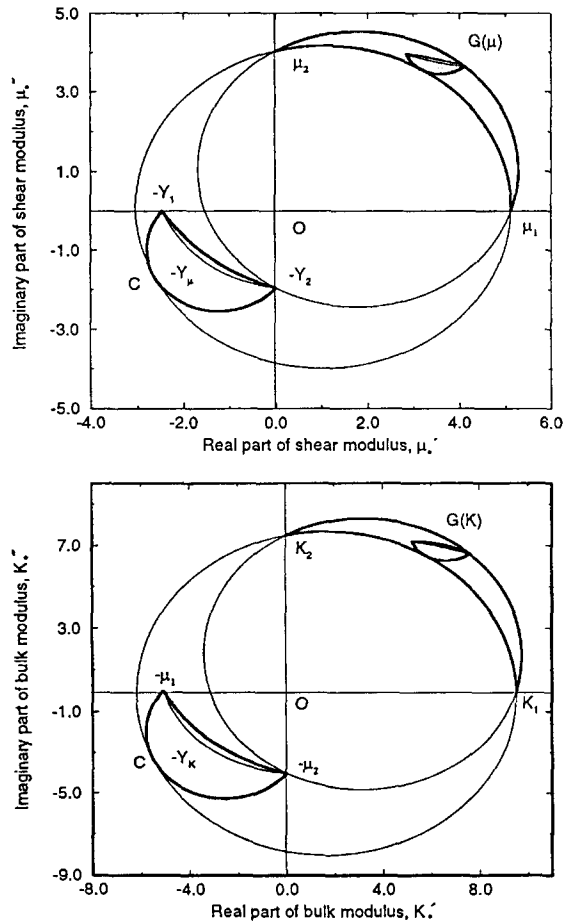 Imaginary part of shear modulus, μ*″
5.0
3.0
1.0
-1.0
-3.0
-5.0
G(μ)
μ₂
-Y₁
O
μ₁
-Yμ
-Y₂
C
-4.0 -2.0 0.0 2.0 4.0 6.0
Real part of shear modulus, μ*′
Imaginary part of bulk modulus, K*″
7.0
3.0
-1.0
-5.0
-9.0
G(K)
K₂
-μ₁
O
K₁
C
-Yκ
-μ₂
-8.0 -4.0 0.0 4.0 8.0
Real part of bulk modulus, K*′